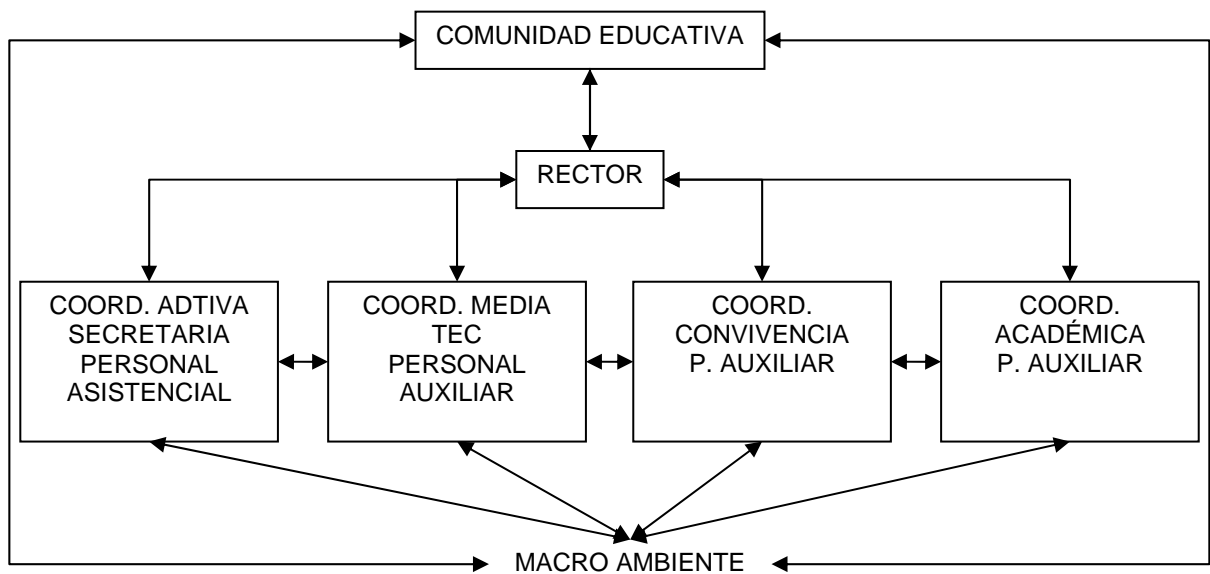 COMUNIDAD EDUCATIVA
RECTOR
COORD. ADTIVA
SECRETARIA
PERSONAL
ASISTENCIAL
COORD. MEDIA
TEC
PERSONAL
AUXILIAR
COORD.
CONVIVENCIA
P. AUXILIAR
COORD.
ACADÉMICA
P. AUXILIAR
MACRO AMBIENTE